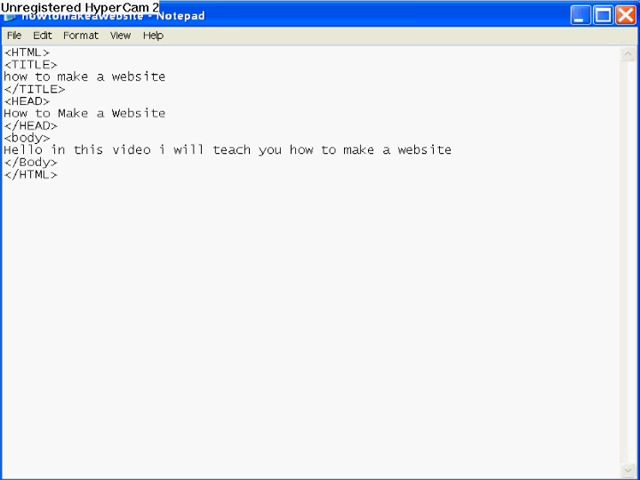 Unregistered HyperCam 2
howtomakeaWebsite - Notepad
File Edit Format View Help
<HTML>
<TITLE>
how to make a website
</TITLE>
<HEAD>
How to Make a Website
</HEAD>
<body>
Hello in this video i will teach you how to make a website
</Body>
</HTML>